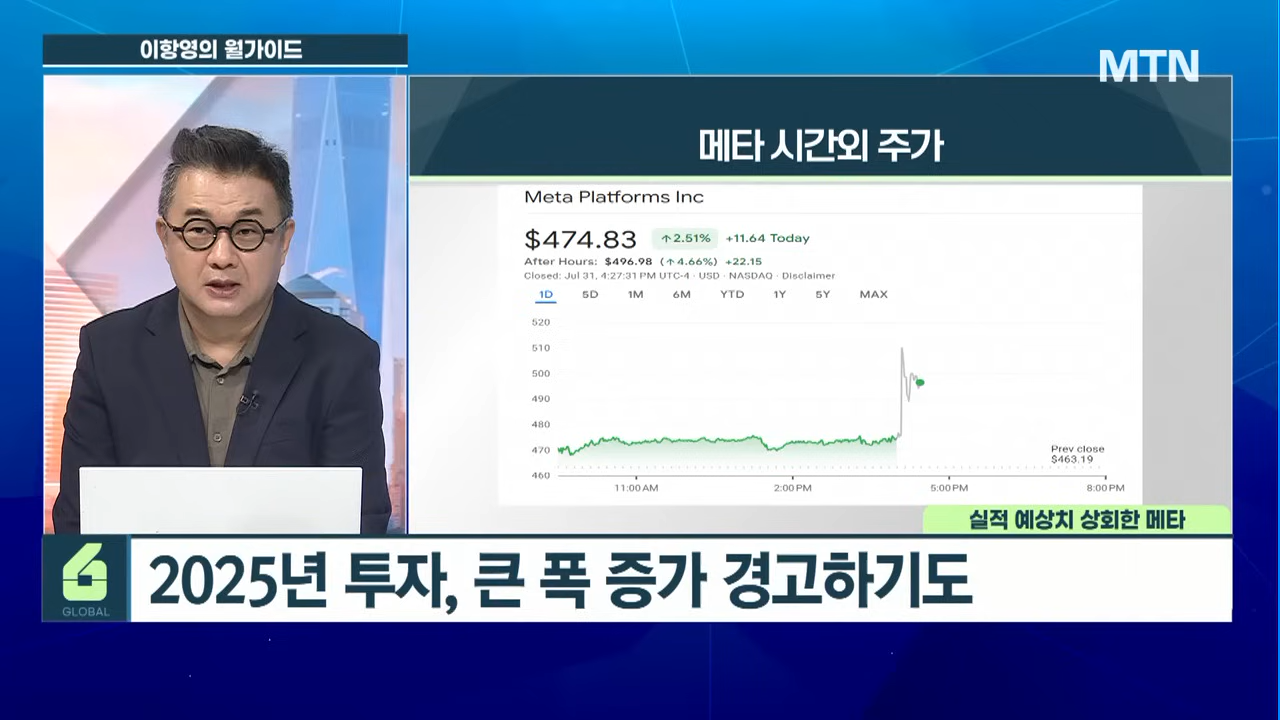 이항영의 월가이드
MTN
메타 시간외 주가
Meta Platforms Inc
$474.83 ↑2.51% +11.64 Today
After Hours: $496.98 (↑4.66%) +22.15
Closed: Jul 31, 4:27:31 PM UTC-4 · USD · NASDAQ · Disclaimer
1D 5D 1M 6M YTD 1Y 5Y MAX
520
510
500
490
480
470
460
Prev close
$463.19
11:00 AM 2:00 PM 5:00 PM 8:00 PM
실적 예상치 상회한 메타
6
GLOBAL
2025년 투자, 큰 폭 증가 경고하기도